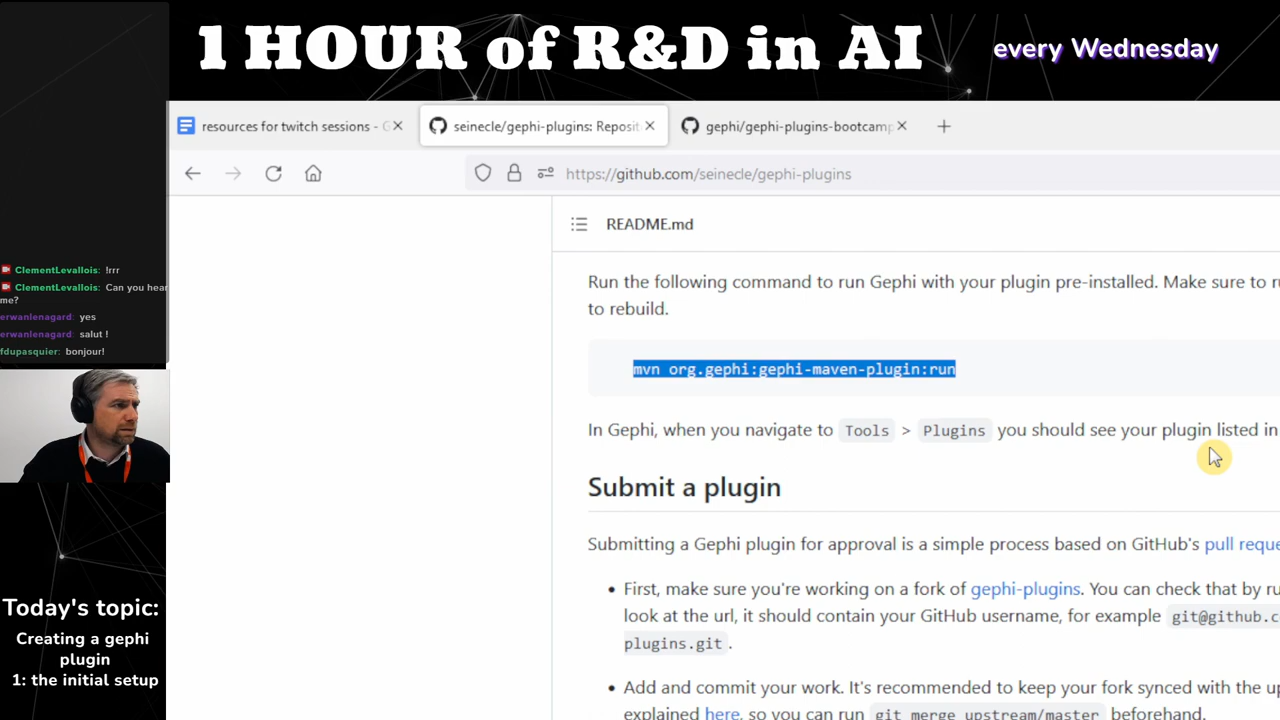 1 HOUR of R&D in AI
every Wednesday
resources for twitch sessions - G
seinecle/gephi-plugins: Reposit
gephi/gephi-plugins-bootcamp
https://github.com/seinecle/gephi-plugins
README.md
Run the following command to run Gephi with your plugin pre-installed. Make sure to ru
to rebuild.
mvn org.gephi:gephi-maven-plugin:run
In Gephi, when you navigate to Tools > Plugins you should see your plugin listed in
Submit a plugin
Submitting a Gephi plugin for approval is a simple process based on GitHub's pull reque
• First, make sure you're working on a fork of gephi-plugins. You can check that by ru
look at the url, it should contain your GitHub username, for example git@github.c
plugins.git .
• Add and commit your work. It's recommended to keep your fork synced with the up
explained here, so you can run git merge upstream/master beforehand.
ClementLevallois: !rrr
ClementLevallois: Can you hear
me?
erwanlenagard: yes
erwanlenagard: salut !
fdupasquier: bonjour!
Today's topic:
Creating a gephi
plugin
1: the initial setup